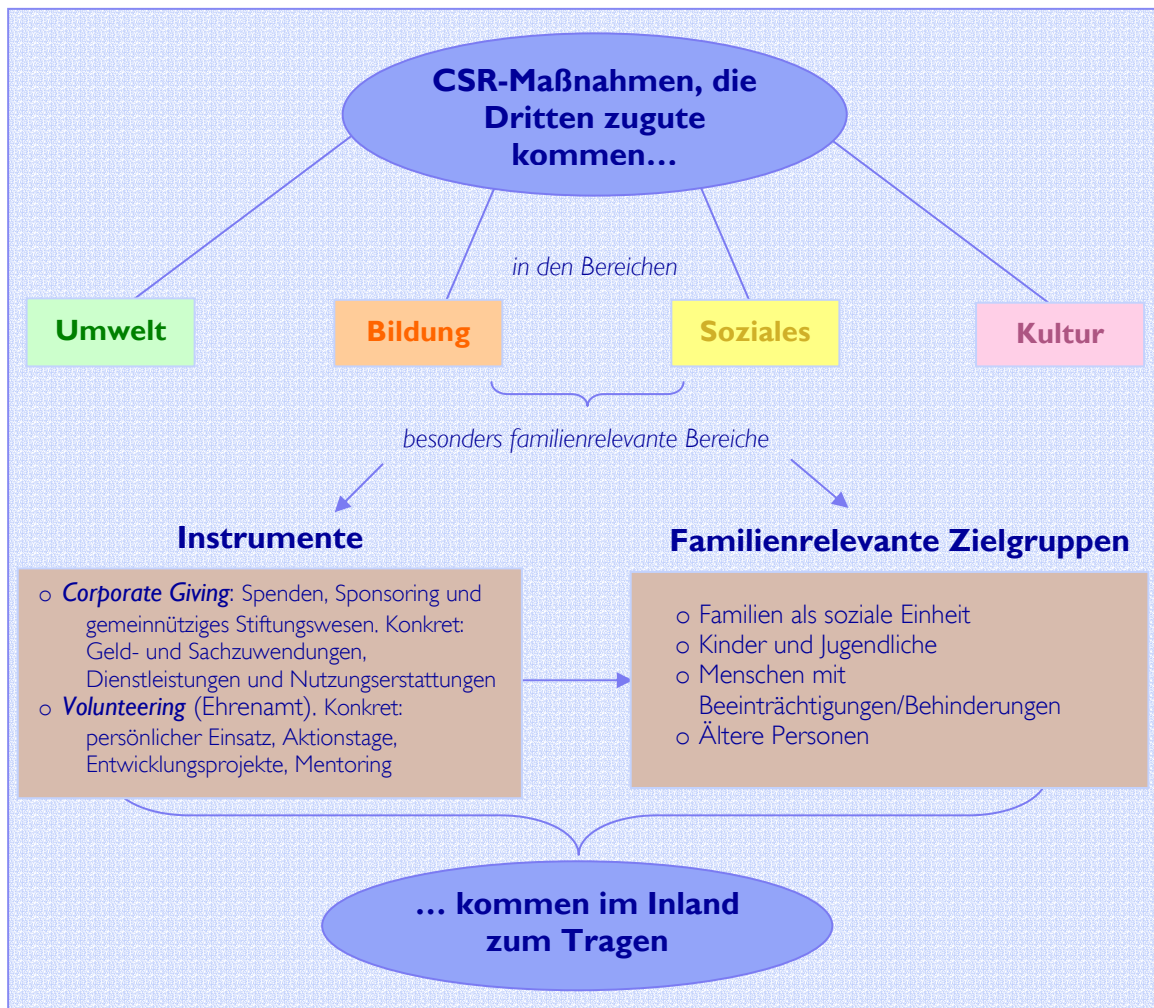 CSR-Maßnahmen, die
Dritten zugute
kommen…
in den Bereichen
Umwelt
Bildung
Soziales
Kultur
besonders familienrelevante Bereiche
Instrumente
o Corporate Giving: Spenden, Sponsoring und
gemeinnütziges Stiftungswesen. Konkret:
Geld- und Sachzuwendungen,
Dienstleistungen und Nutzungserstattungen
o Volunteering (Ehrenamt). Konkret:
persönlicher Einsatz, Aktionstage,
Entwicklungsprojekte, Mentoring
Familienrelevante Zielgruppen
o Familien als soziale Einheit
o Kinder und Jugendliche
o Menschen mit
Beeinträchtigungen/Behinderungen
o Ältere Personen
… kommen im Inland
zum Tragen